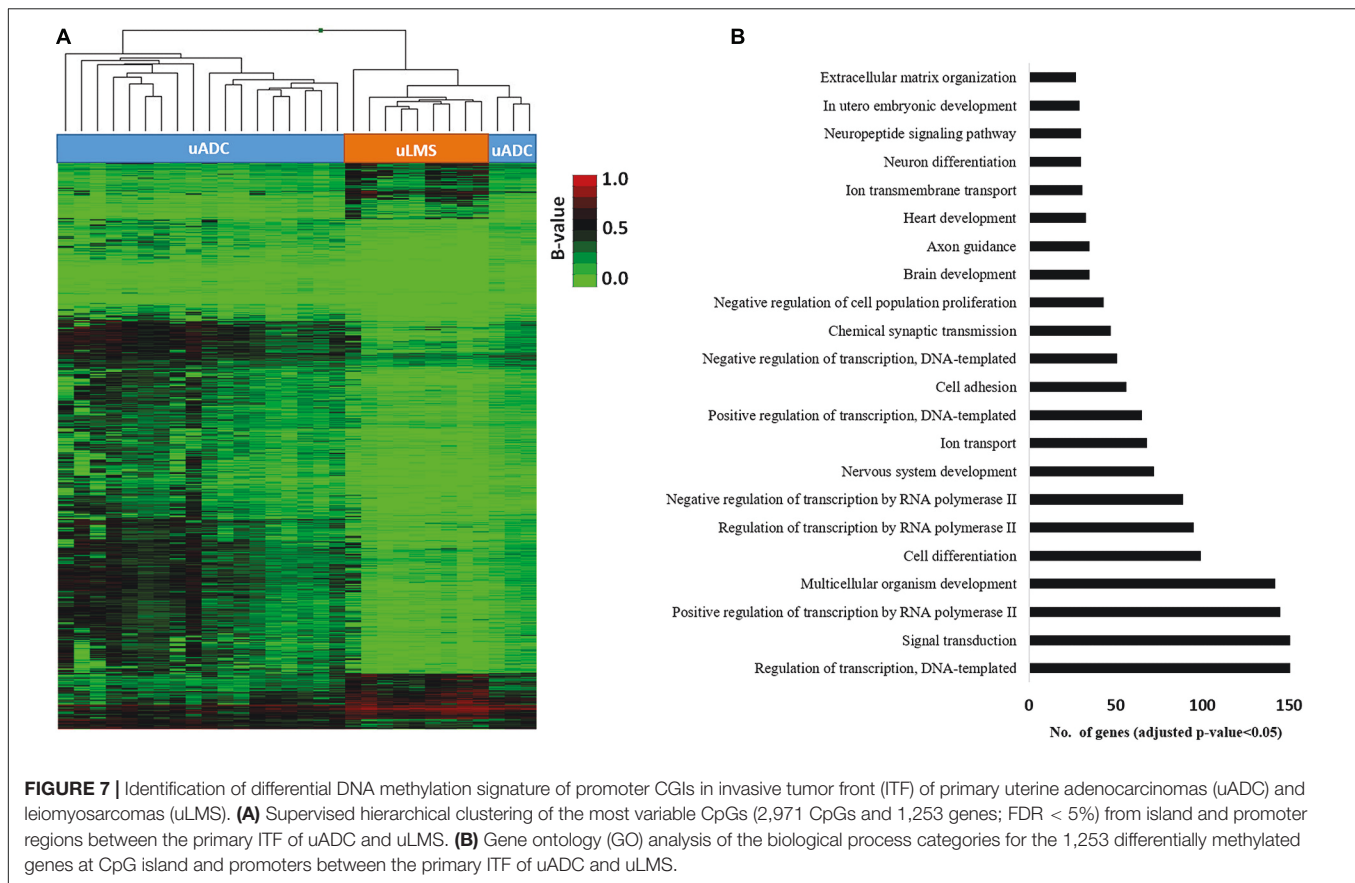 A
B
uADC
uLMS
uADC
B-value
1.0
0.5
0.0
Extracellular matrix organization
In utero embryonic development
Neuropeptide signaling pathway
Neuron differentiation
Ion transmembrane transport
Heart development
Axon guidance
Brain development
Negative regulation of cell population proliferation
Chemical synaptic transmission
Negative regulation of transcription, DNA-templated
Cell adhesion
Positive regulation of transcription, DNA-templated
Ion transport
Nervous system development
Negative regulation of transcription by RNA polymerase II
Regulation of transcription by RNA polymerase II
Cell differentiation
Multicellular organism development
Positive regulation of transcription by RNA polymerase II
Signal transduction
Regulation of transcription, DNA-templated
0 50 100 150
No. of genes (adjusted p-value<0.05)
FIGURE 7 | Identification of differential DNA methylation signature of promoter CGIs in invasive tumor front (ITF) of primary uterine adenocarcinomas (uADC) and
leiomyosarcomas (uLMS). (A) Supervised hierarchical clustering of the most variable CpGs (2,971 CpGs and 1,253 genes; FDR < 5%) from island and promoter
regions between the primary ITF of uADC and uLMS. (B) Gene ontology (GO) analysis of the biological process categories for the 1,253 differentially methylated
genes at CpG island and promoters between the primary ITF of uADC and uLMS.